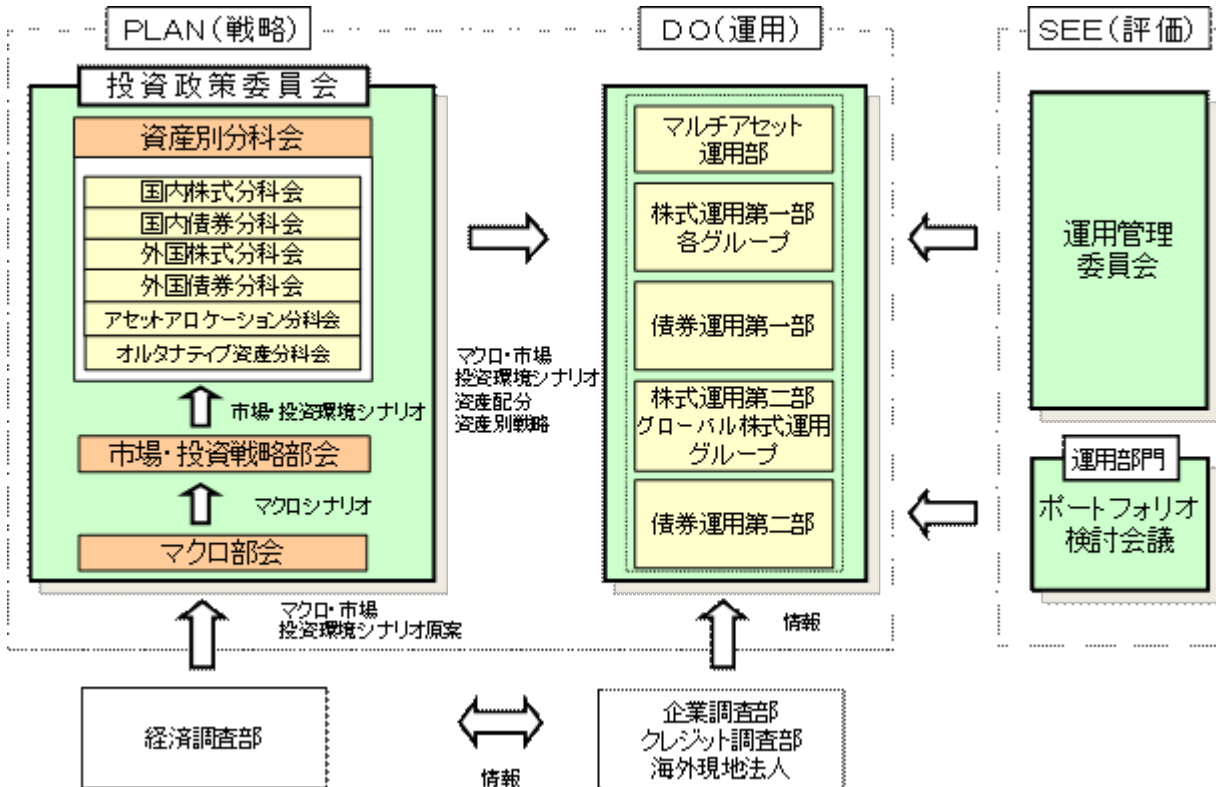 PLAN(戦略)
投資政策委員会
資産別分科会
国内株式分科会
国内債券分科会
外国株式分科会
外国債券分科会
アセットアロケーション分科会
オルタナティブ資産分科会
市場・投資環境シナリオ
市場・投資戦略部会
マクロシナリオ
マクロ部会
マクロ・市場
投資環境シナリオ原案
経済調査部
マクロ・市場
投資環境シナリオ
資産配分
資産別戦略
情報
DO(運用)
マルチアセット
運用部
株式運用第一部
各グループ
債券運用第一部
株式運用第二部
グローバル株式運用
グループ
債券運用第二部
情報
企業調査部
クレジット調査部
海外現地法人
SEE(評価)
運用管理
委員会
運用部門
ポートフォリオ
検討会議